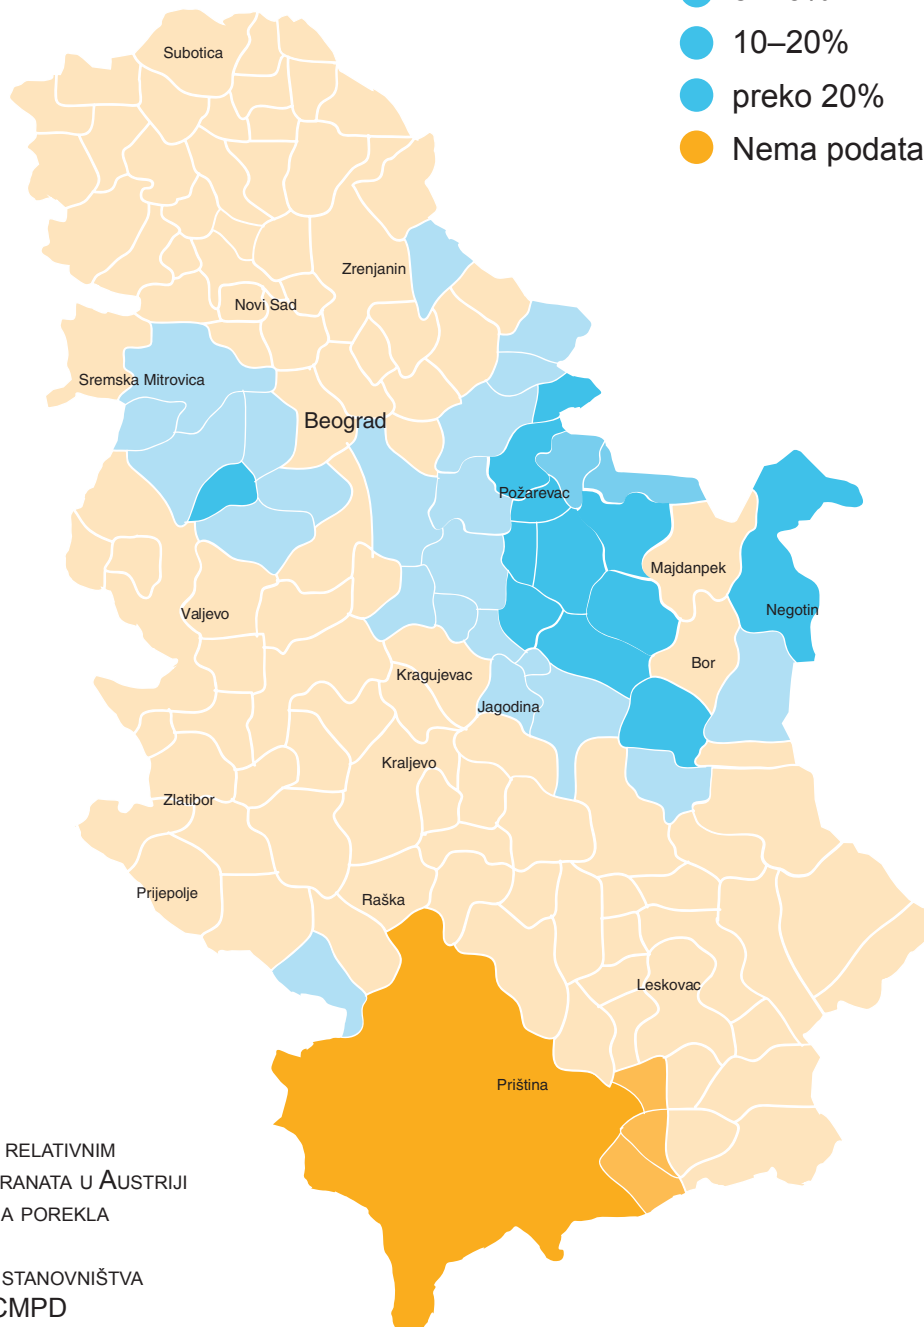 10–20%
preko 20%
Nema podata
Subotica
Zrenjanin
Novi Sad
Sremska Mitrovica
Beograd
Požarevac
Majdanpek
Negotin
Valjevo
Bor
Kragujevac
Jagodina
Kraljevo
Zlatibor
Prijepolje
Raška
Leskovac
Priština
RELATIVNIM
RANATA U AUSTRIJI
A POREKLA
STANOVNIŠTVA
CMPD